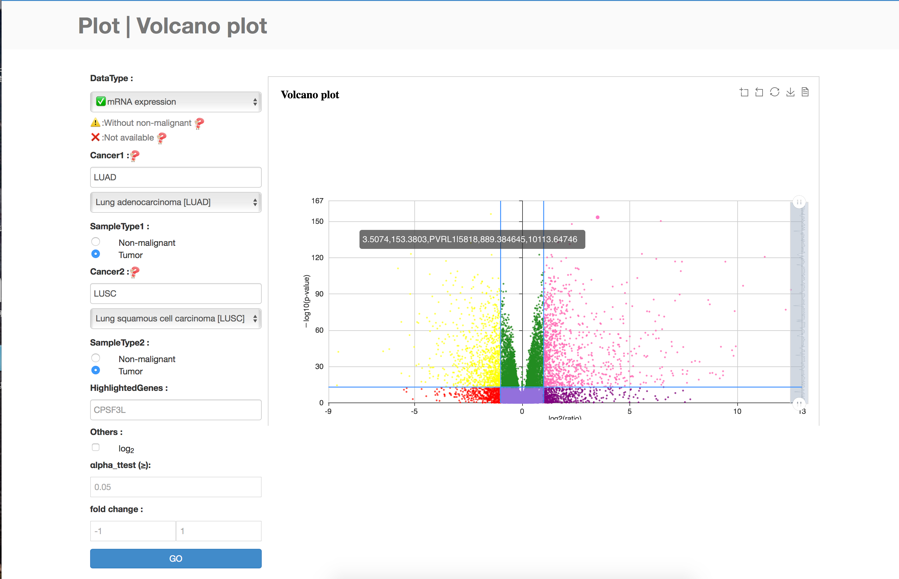 Plot | Volcano plot
DataType :
✅ mRNA expression
⚠️ :Without non-malignant ❓
❌ :Not available ❓
Cancer1 :❓
LUAD
Lung adenocarcinoma [LUAD]
SampleType1 :
Non-malignant
Tumor
Cancer2 :❓
LUSC
Lung squamous cell carcinoma [LUSC]
SampleType2 :
Non-malignant
Tumor
HighlightedGenes :
CPSF3L
Others :
log2
alpha_ttest (≥):
0.05
fold change :
-1 1
GO
Volcano plot
167
150
120
90
60
30
0
−log10(p-value)
3.5074,153.3803,PVRL1|5818,889.384645,10113.64746
-9 -5 0 5 10 13
log2(ratio)